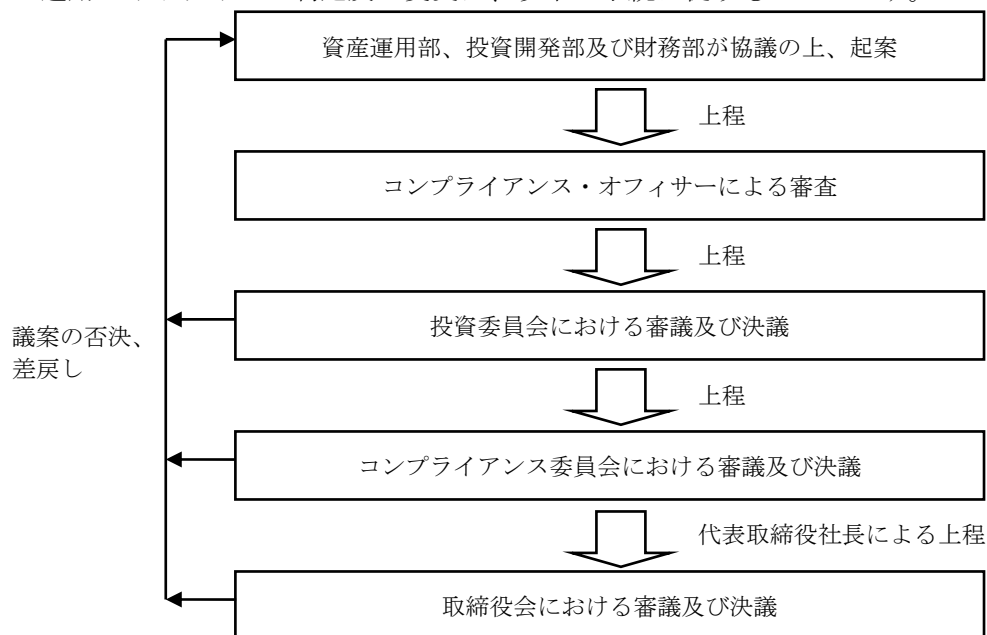 資産運用部、投資開発部及び財務部が協議の上、起案
上程
コンプライアンス・オフィサーによる審査
上程
投資委員会における審議及び決議
議案の否決、
差戻し
上程
コンプライアンス委員会における審議及び決議
代表取締役社長による上程
取締役会における審議及び決議